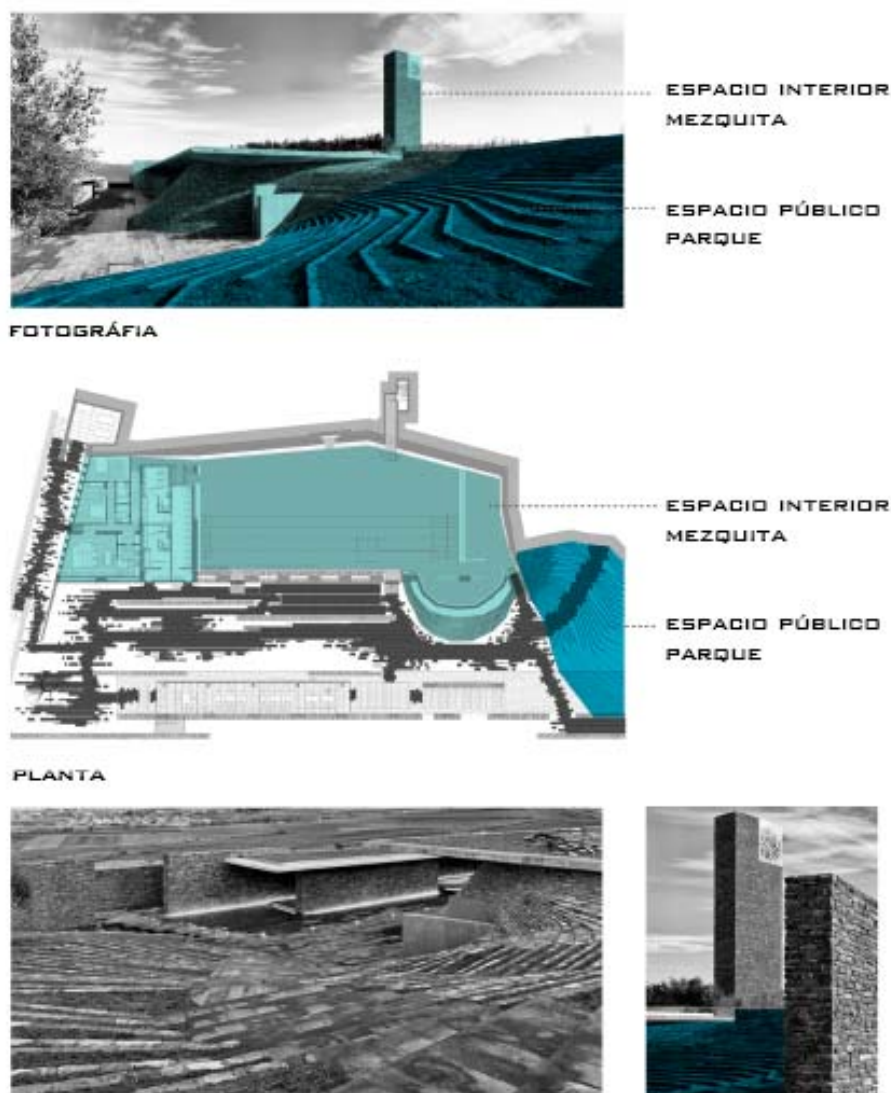 ESPACIO INTERIOR
MEZQUITA
ESPACIO PÚBLICO
PARQUE
FOTOGRÁFIA
ESPACIO INTERIOR
MEZQUITA
ESPACIO PÚBLICO
PARQUE
PLANTA